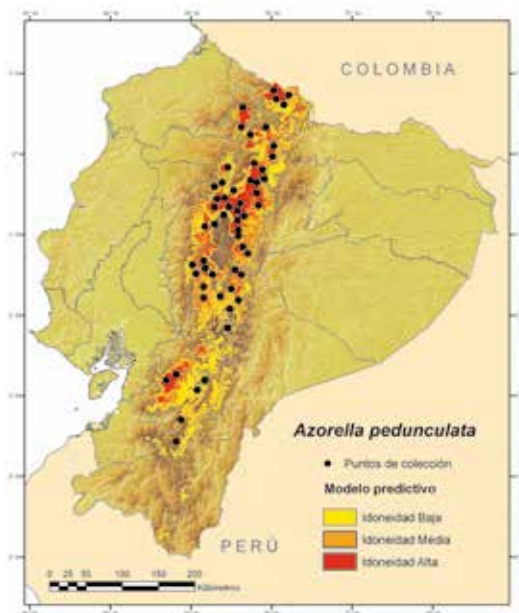 COLOMBIA
Azorella pedunculata
Puntos de colección
Modelo predictivo
Idoneidad Baja
Idoneidad Média
Idoneidad Alta
PERÚ
0 25 50 100 150 200
Kilómetros